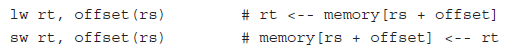 lw rt, offset(rs) # rt <-- memory[rs + offset]
sw rt, offset(rs) # memory[rs + offset] <-- rt